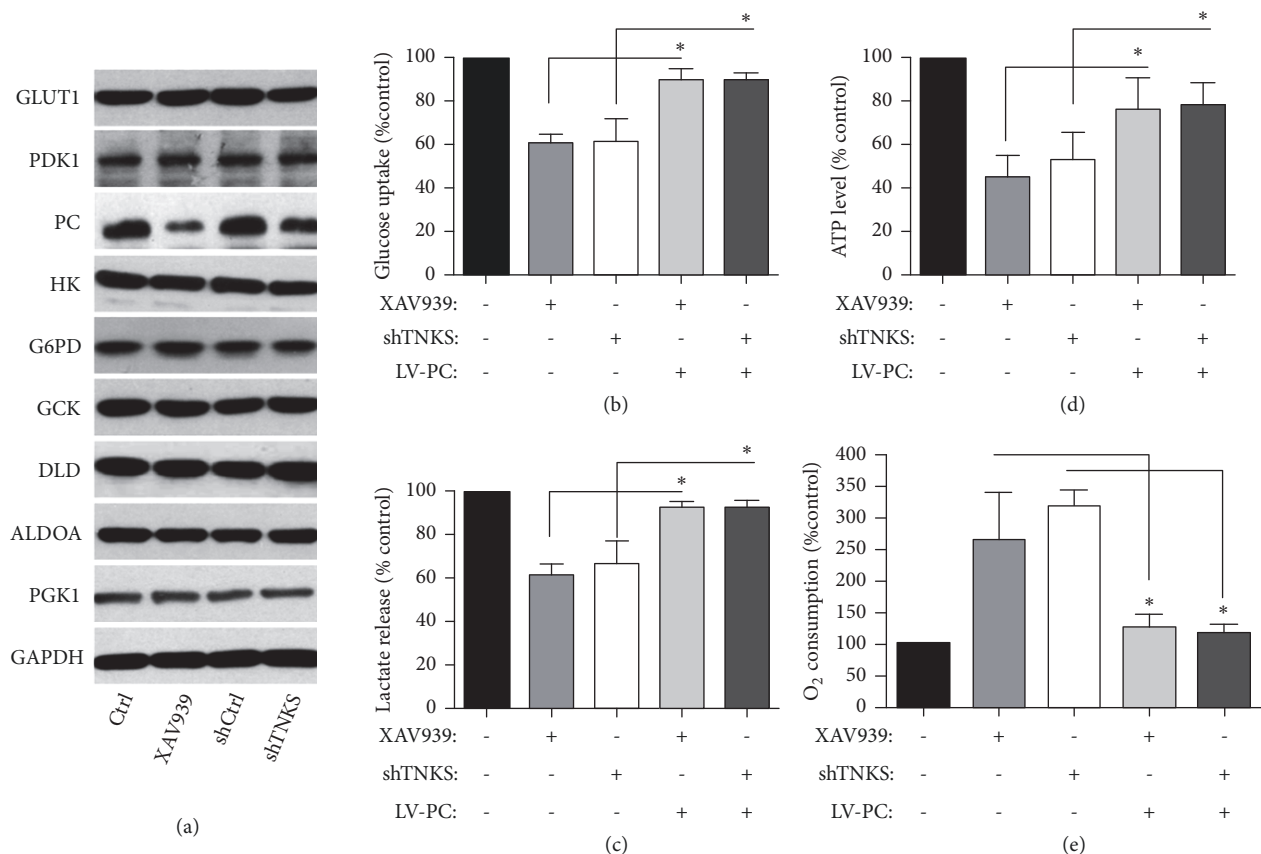 GLUT1
PDK1
PC
HK
G6PD
GCK
DLD
ALDOA
PGK1
GAPDH
Ctrl
XAV939
shCtrl
shTNKS
(a)
Glucose uptake (%control)
100
80
60
40
20
0
*
*
XAV939: - + - + -
shTNKS: - - + - +
LV-PC: - - - + +
(b)
Lactate release (% control)
100
80
60
40
20
0
*
*
XAV939: - + - + -
shTNKS: - - + - +
LV-PC: - - - + +
(c)
ATP level (% control)
100
80
60
40
20
0
*
*
XAV939: - + - + -
shTNKS: - - + - +
LV-PC: - - - + +
(d)
O₂ consumption (%control)
400
350
300
250
200
150
100
50
0
*
*
XAV939: - + - + -
shTNKS: - - + - +
LV-PC: - - - + +
(e)